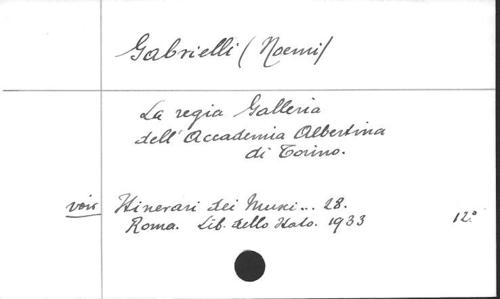 Gabrielli (Noemi)
La regia Galleria
dell' Accademia Albertina
di Torino.
voir Itinerari dei Musei... 28.
Roma. Lib. dello Stato. 1933 12°